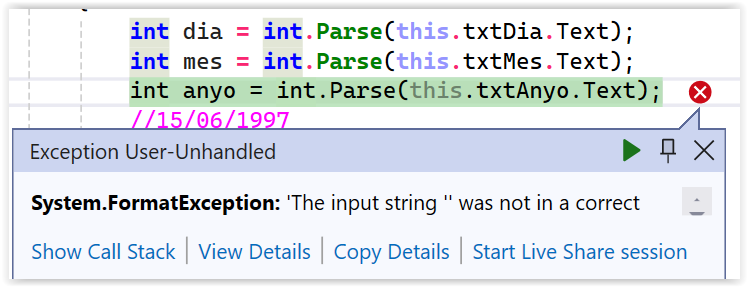 int dia = int.Parse(this.txtDia.Text);
int mes = int.Parse(this.txtMes.Text);
int anyo = int.Parse(this.txtAnyo.Text);
//15/06/1997
Exception User-Unhandled
System.FormatException: 'The input string '' was not in a correct
Show Call Stack | View Details | Copy Details | Start Live Share session